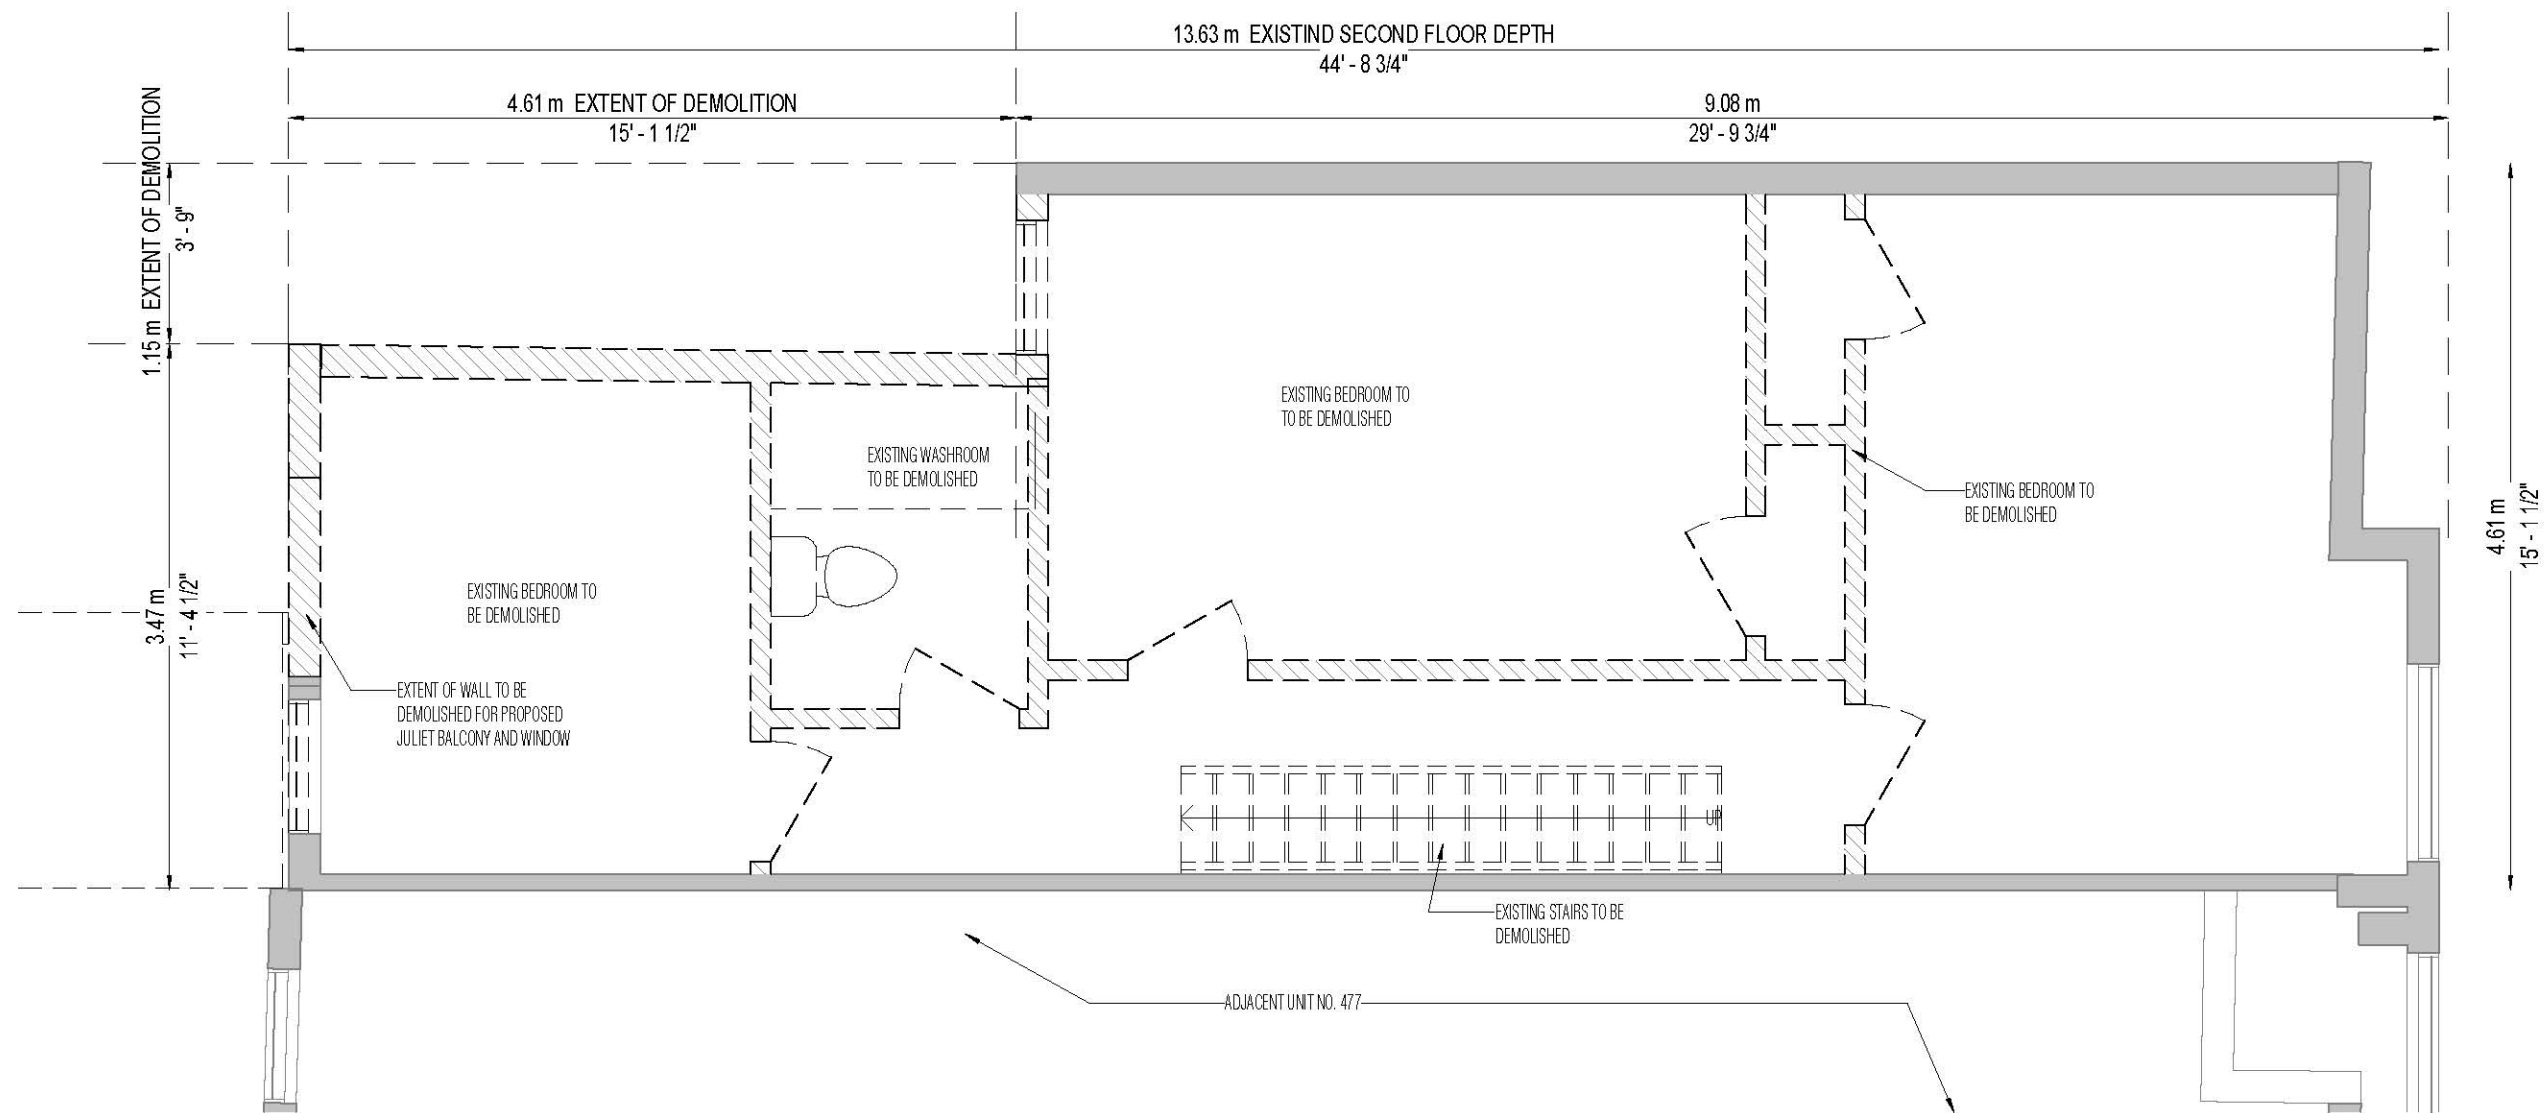 13.63 m  EXISTIND SECOND FLOOR DEPTH
44' - 8 3/4"
4.61 m  EXTENT OF DEMOLITION
15' - 1 1/2"
9.08 m
29' - 9 3/4"
1.15 m  EXTENT OF DEMOLITION
3' - 9"
3.47 m
11' - 4 1/2"
4.61 m
15' - 1 1/2"
EXISTING BEDROOM TO
TO BE DEMOLISHED
EXISTING WASHROOM
TO BE DEMOLISHED
EXISTING BEDROOM TO
BE DEMOLISHED
EXISTING BEDROOM TO
BE DEMOLISHED
EXTENT OF WALL TO BE
DEMOLISHED FOR PROPOSED
JULIET BALCONY AND WINDOW
UP
EXISTING STAIRS TO BE
DEMOLISHED
ADJACENT UNIT NO. 477